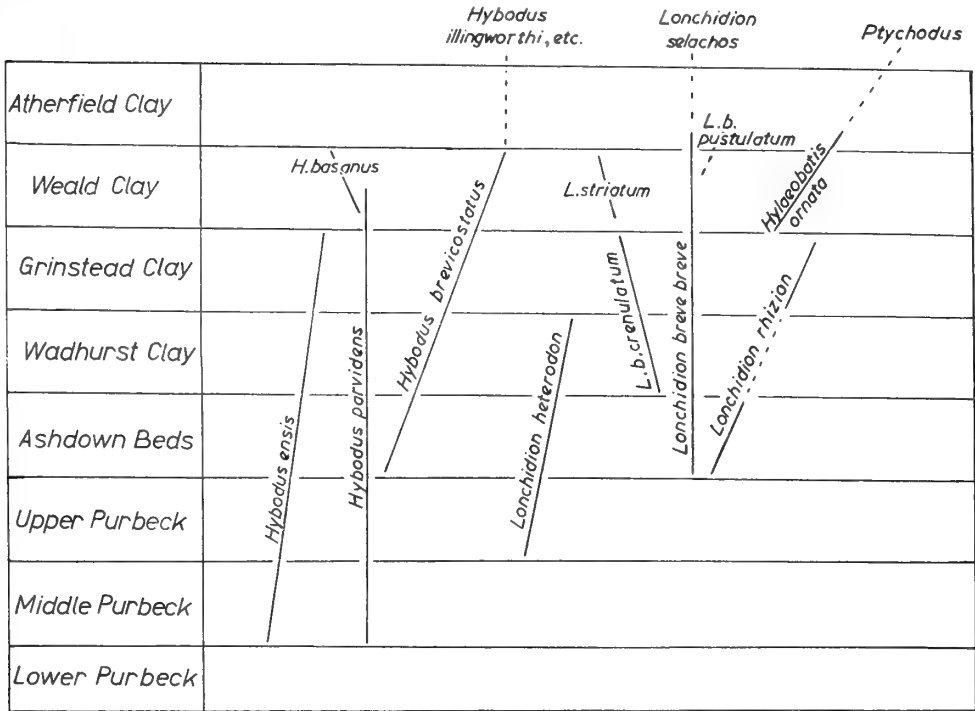 Hybodus
illingworthi, etc.
Lonchidion
selachos
Ptychodus
Atherfield Clay
L.b.
pustulatum
H.basanus
Weald Clay
L.striatum
Hylaeobatis
ornata
Grinstead Clay
Hybodus brevicostatus
L.b.crenulatum
Lonchidion breve breve
Lonchidion rhizion
Wadhurst Clay
Hybodus parvidens
Lonchidion heterodon
Ashdown Beds
Hybodus ensis
Upper Purbeck
Middle Purbeck
Lower Purbeck